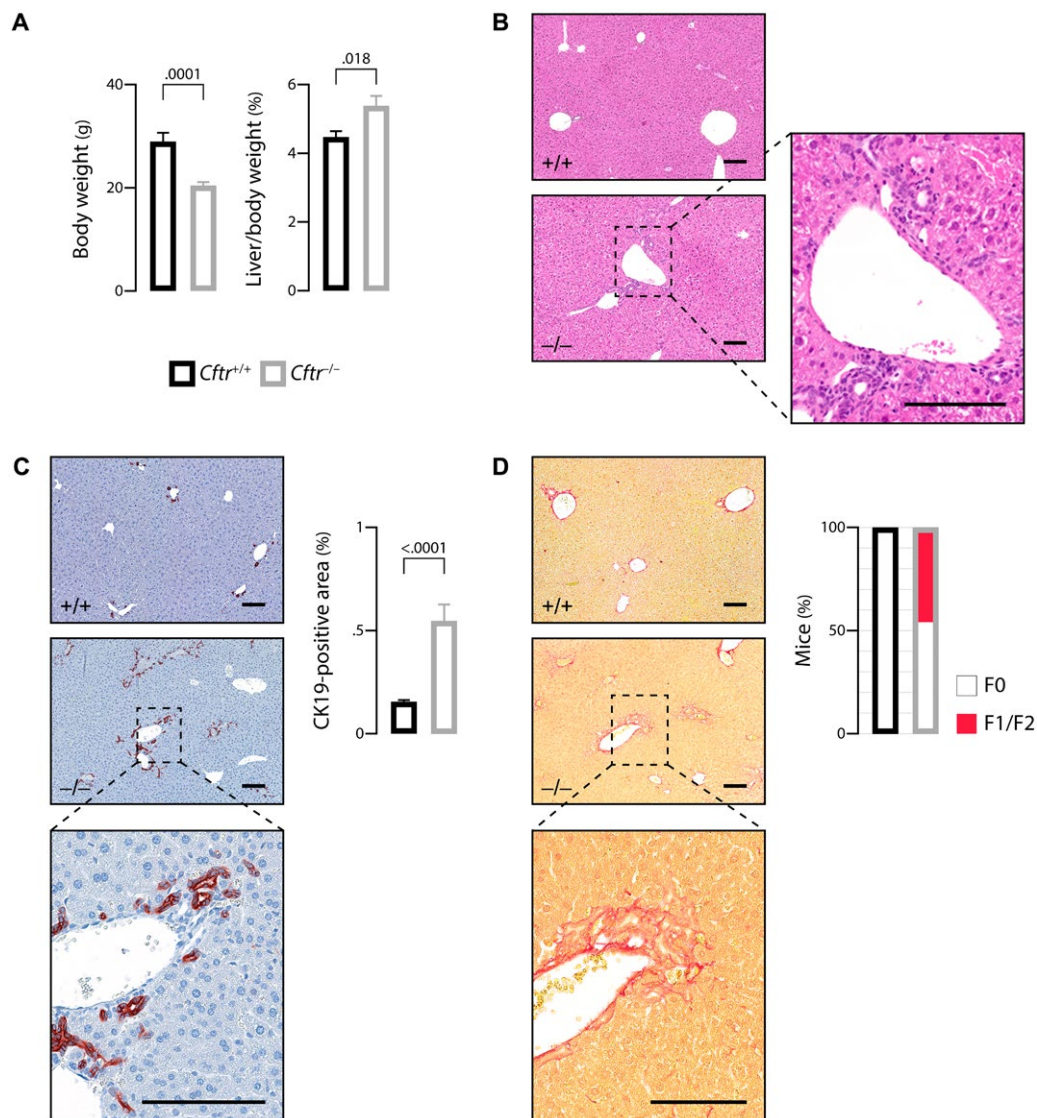 A
Body weight (g)
40
20
0
.0001
Liver/body weight (%)
6
4
2
0
.018
Cftr+/+
Cftr−/−
B
+/+
−/−
C
+/+
−/−
CK19-positive area (%)
1
.5
0
<.0001
D
+/+
−/−
Mice (%)
100
50
0
F0
F1/F2